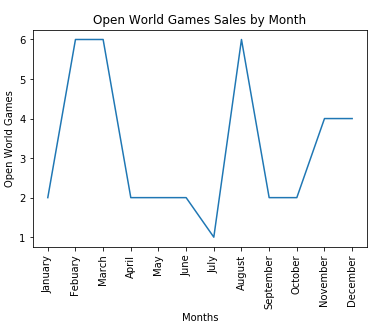 Open World Games Sales by Month
Open World Games
6
5
4
3
2
1
January
Febuary
March
April
May
June
July
August
September
October
November
December
Months